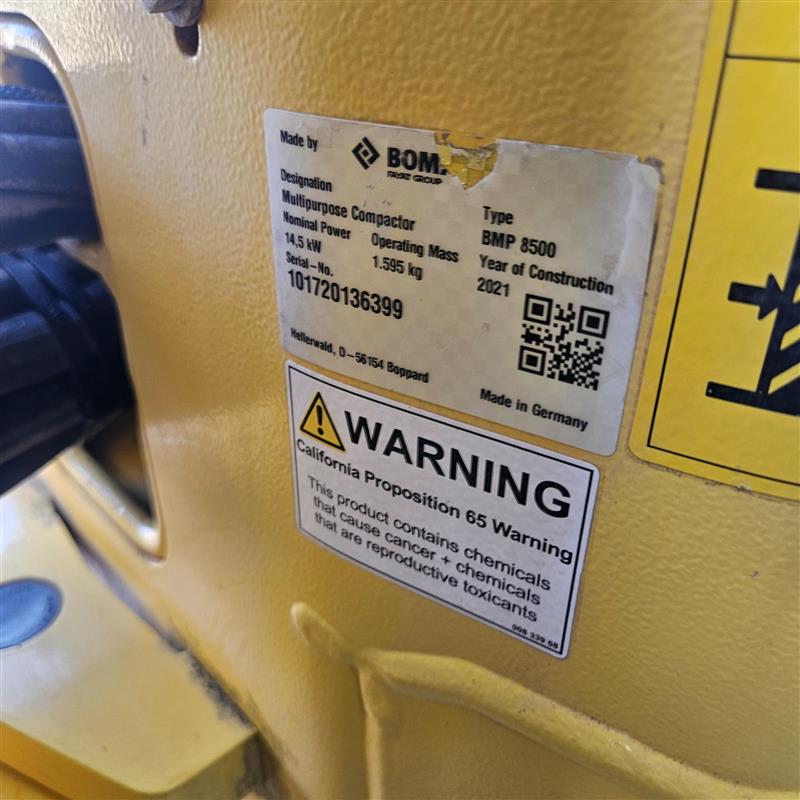 Made by
BOM
FAYAT GROUP
Designation
Multipurpose Compactor
Type
BMP 8500
Nominal Power
14,5 kW
Operating Mass
1.595 kg
Year of Construction
2021
Serial-No.
101720136399
Hellerwald, D-56154 Boppard
Made in Germany
WARNING
California Proposition 65 Warning
This product contains chemicals
that cause cancer + chemicals
that are reproductive toxicants
008 339 68